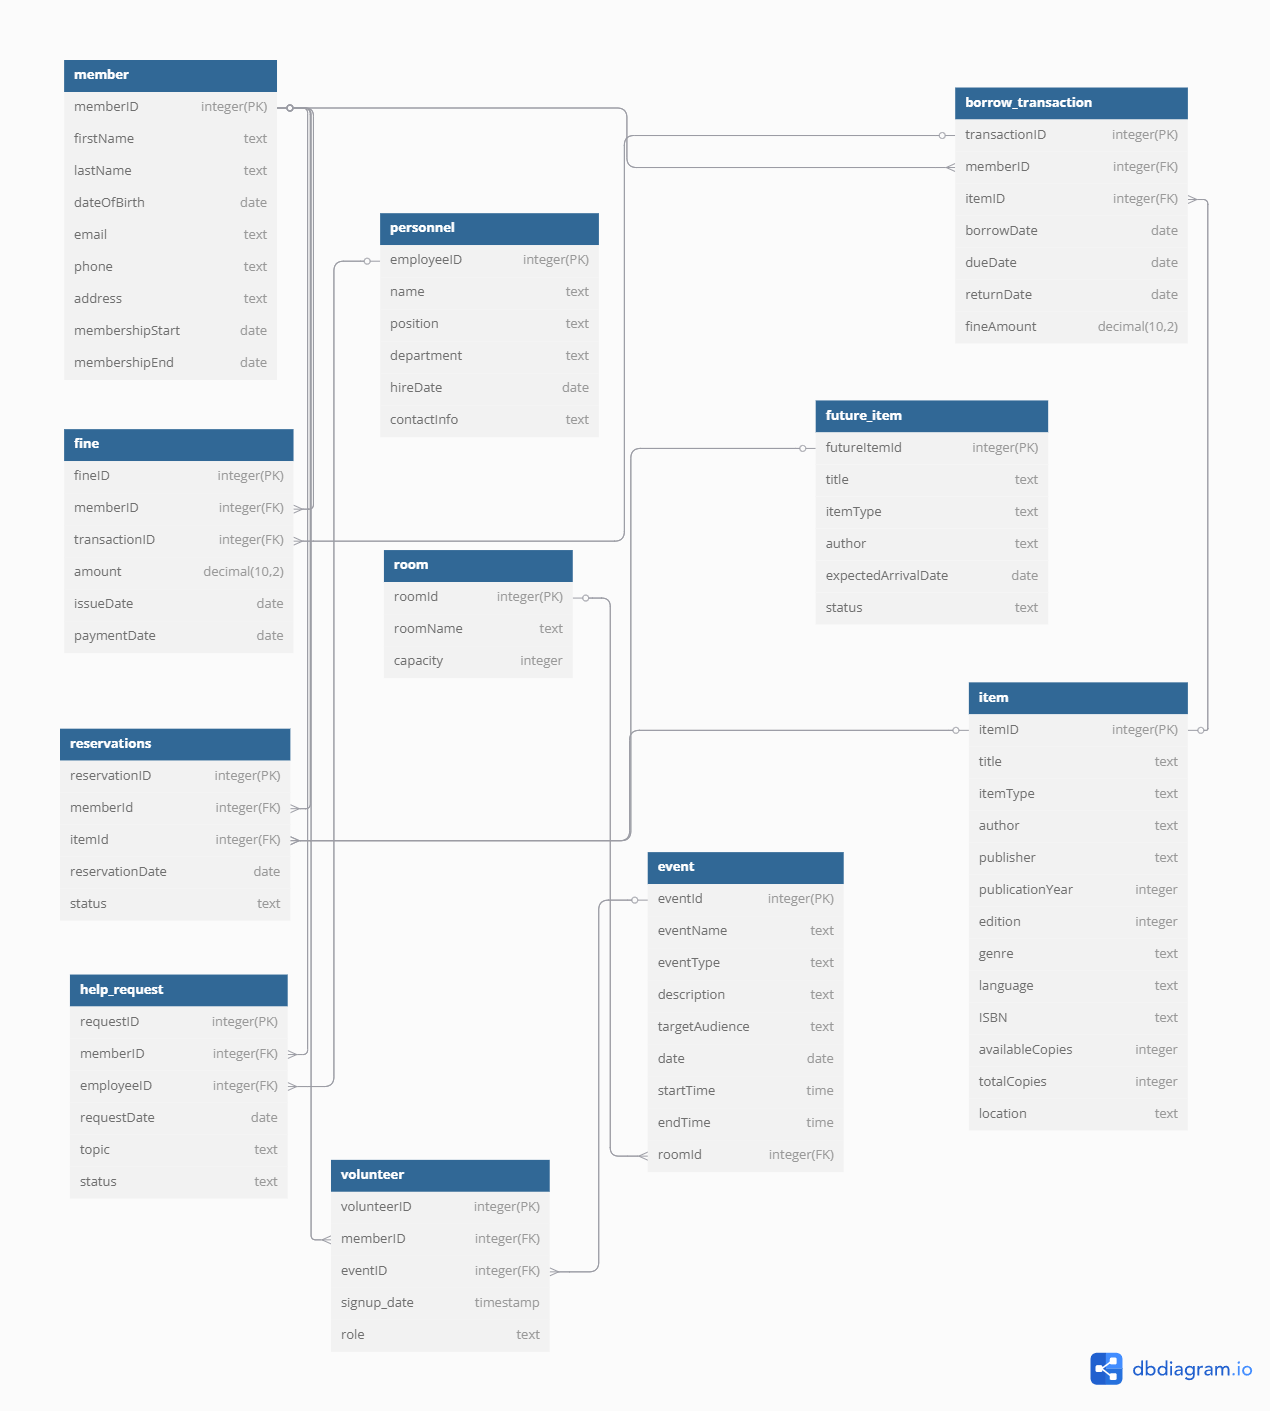 member
memberID integer(PK)
firstName text
lastName text
dateOfBirth date
email text
phone text
address text
membershipStart date
membershipEnd date
personnel
employeeID integer(PK)
name text
position text
department text
hireDate date
contactInfo text
borrow_transaction
transactionID integer(PK)
memberID integer(FK)
itemID integer(FK)
borrowDate date
dueDate date
returnDate date
fineAmount decimal(10,2)
fine
fineID integer(PK)
memberID integer(FK)
transactionID integer(FK)
amount decimal(10,2)
issueDate date
paymentDate date
room
roomId integer(PK)
roomName text
capacity integer
future_item
futureItemId integer(PK)
title text
itemType text
author text
expectedArrivalDate date
status text
reservations
reservationID integer(PK)
memberId integer(FK)
itemId integer(FK)
reservationDate date
status text
item
itemID integer(PK)
title text
itemType text
author text
publisher text
publicationYear integer
edition integer
genre text
language text
ISBN text
availableCopies integer
totalCopies integer
location text
event
eventId integer(PK)
eventName text
eventType text
description text
targetAudience text
date date
startTime time
endTime time
roomId integer(FK)
help_request
requestID integer(PK)
memberID integer(FK)
employeeID integer(FK)
requestDate date
topic text
status text
volunteer
volunteerID integer(PK)
memberID integer(FK)
eventID integer(FK)
signup_date timestamp
role text
dbdiagram.io